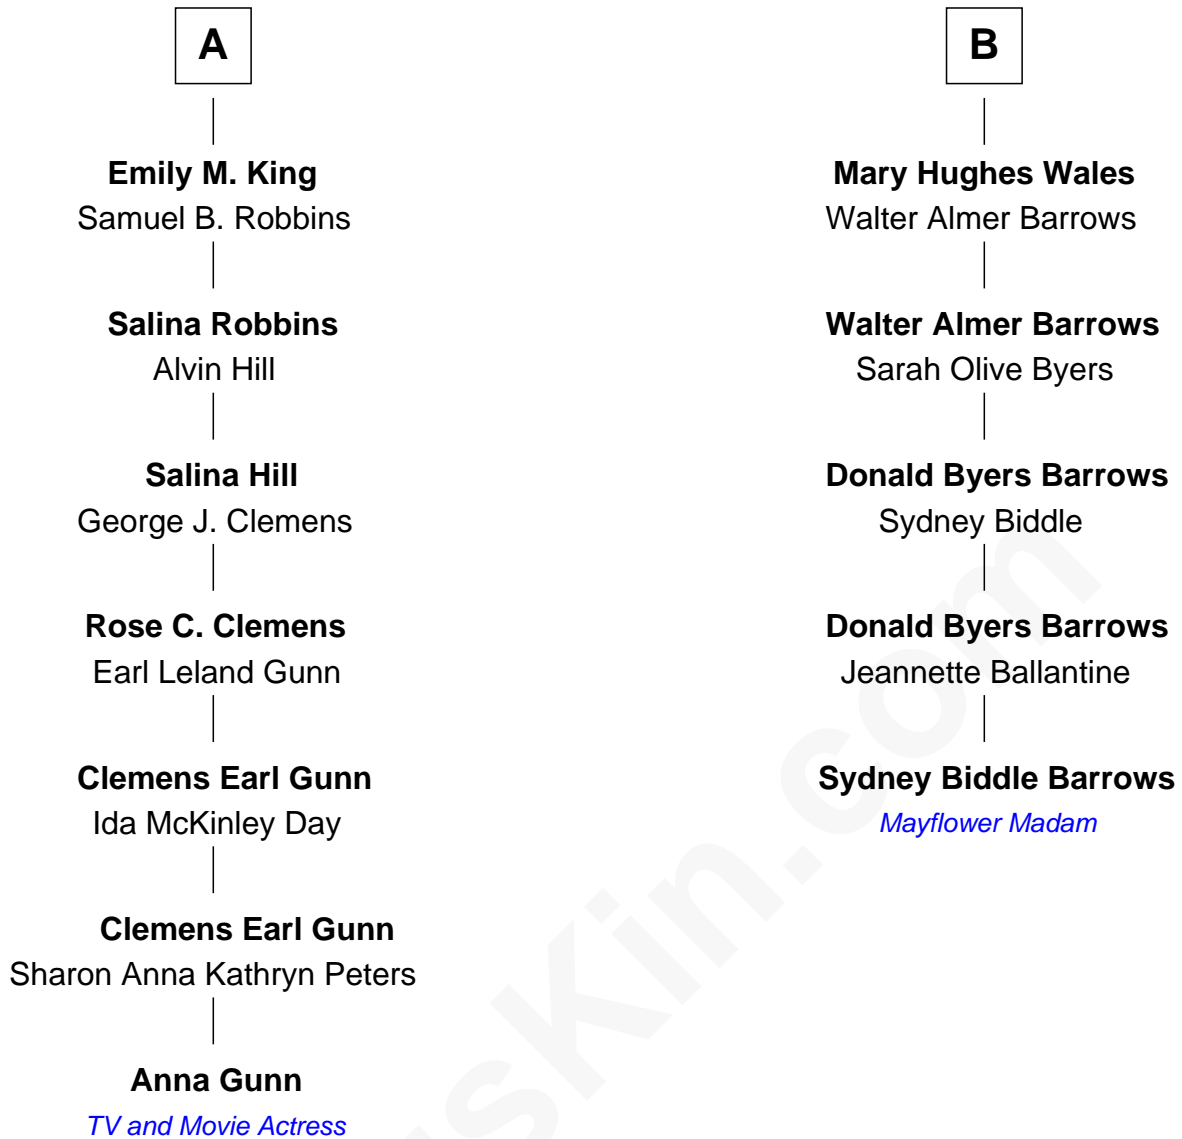 A
Emily M. King
Samuel B. Robbins
Salina Robbins
Alvin Hill
Salina Hill
George J. Clemens
Rose C. Clemens
Earl Leland Gunn
Clemens Earl Gunn
Ida McKinley Day
Clemens Earl Gunn
Sharon Anna Kathryn Peters
Anna Gunn
TV and Movie Actress
B
Mary Hughes Wales
Walter Almer Barrows
Walter Almer Barrows
Sarah Olive Byers
Donald Byers Barrows
Sydney Biddle
Donald Byers Barrows
Jeannette Ballantine
Sydney Biddle Barrows
Mayflower Madam
usKin.com